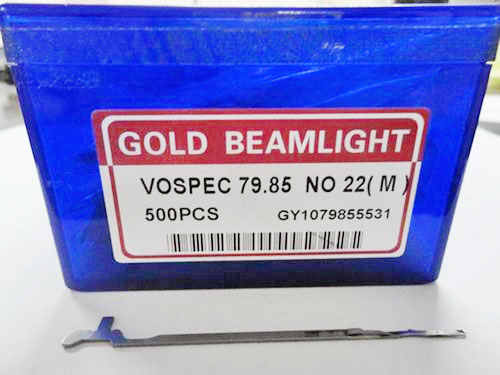 GOLD BEAMLIGHT
VOSPEC 79.85 NO 22( M )
500PCS GY1079855531